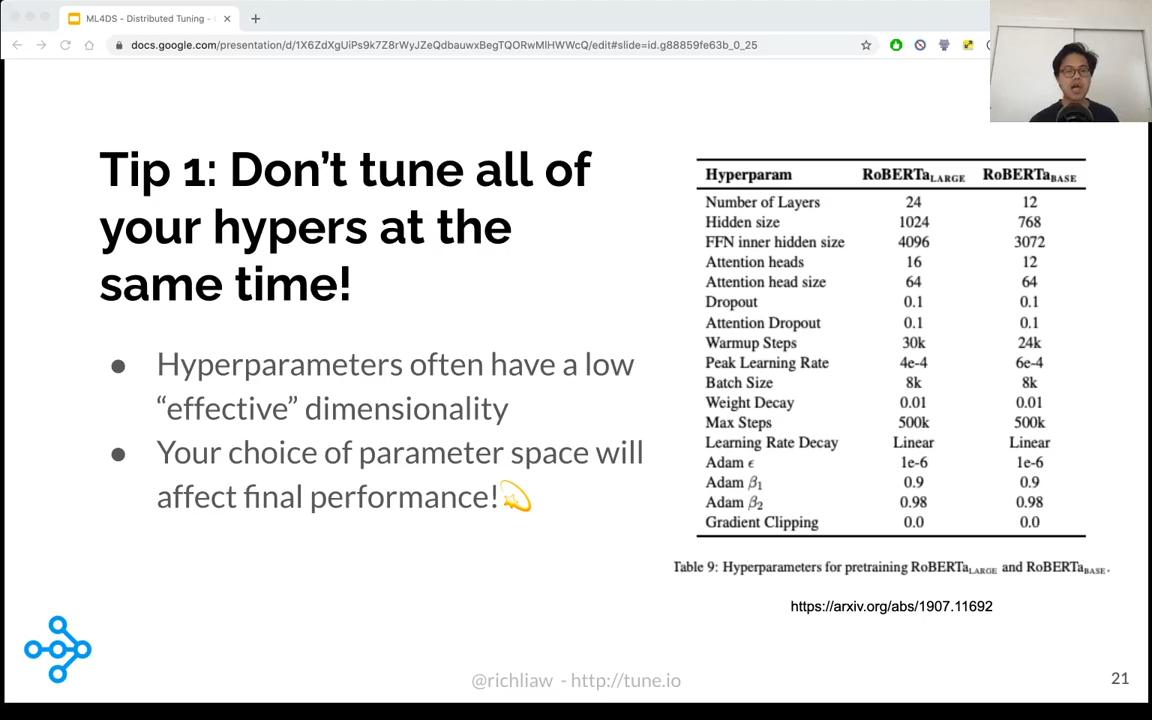 ML4DS - Distributed Tuning -
docs.google.com/presentation/d/1X6ZdXgUiPs9k7Z8rWyJZeQdbauwxBegTQORwMlHWWcQ/edit#slide=id.g88859fe63b_0_25
Tip 1: Don’t tune all of
your hypers at the
same time!
● Hyperparameters often have a low
“effective” dimensionality
● Your choice of parameter space will
affect final performance!💫
Hyperparam RoBERTaLARGE RoBERTaBASE
Number of Layers 24 12
Hidden size 1024 768
FFN inner hidden size 4096 3072
Attention heads 16 12
Attention head size 64 64
Dropout 0.1 0.1
Attention Dropout 0.1 0.1
Warmup Steps 30k 24k
Peak Learning Rate 4e-4 6e-4
Batch Size 8k 8k
Weight Decay 0.01 0.01
Max Steps 500k 500k
Learning Rate Decay Linear Linear
Adam ϵ 1e-6 1e-6
Adam β1 0.9 0.9
Adam β2 0.98 0.98
Gradient Clipping 0.0 0.0
Table 9: Hyperparameters for pretraining RoBERTaLARGE and RoBERTaBASE.
https://arxiv.org/abs/1907.11692
@richliaw - http://tune.io
21